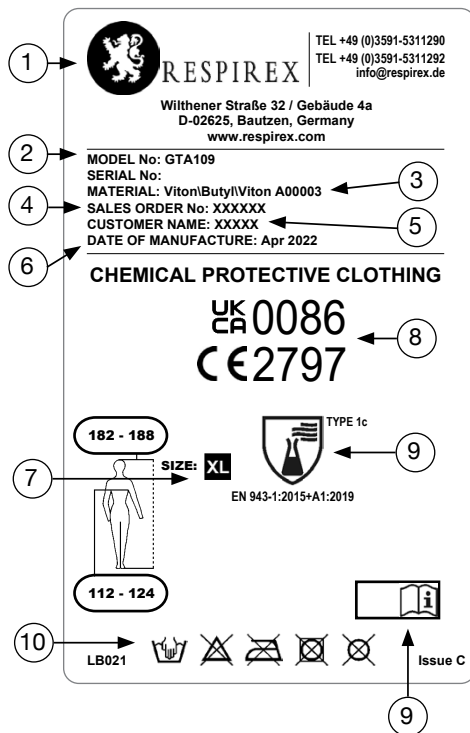 1
RESPIREX
TEL +49 (0)3591-5311290
TEL +49 (0)3591-5311292
info@respirex.de
Wilthener Straße 32 / Gebäude 4a
D-02625, Bautzen, Germany
www.respirex.com
2
MODEL No: GTA109
SERIAL No:
MATERIAL: Viton\Butyl\Viton A00003
3
4
SALES ORDER No: XXXXXX
CUSTOMER NAME: XXXXX
5
6
DATE OF MANUFACTURE: Apr 2022
CHEMICAL PROTECTIVE CLOTHING
UK CA 0086
CE 2797
8
182 - 188
7
SIZE: XL
TYPE 1c
9
EN 943-1:2015+A1:2019
112 - 124
i
10
LB021
Issue C
9